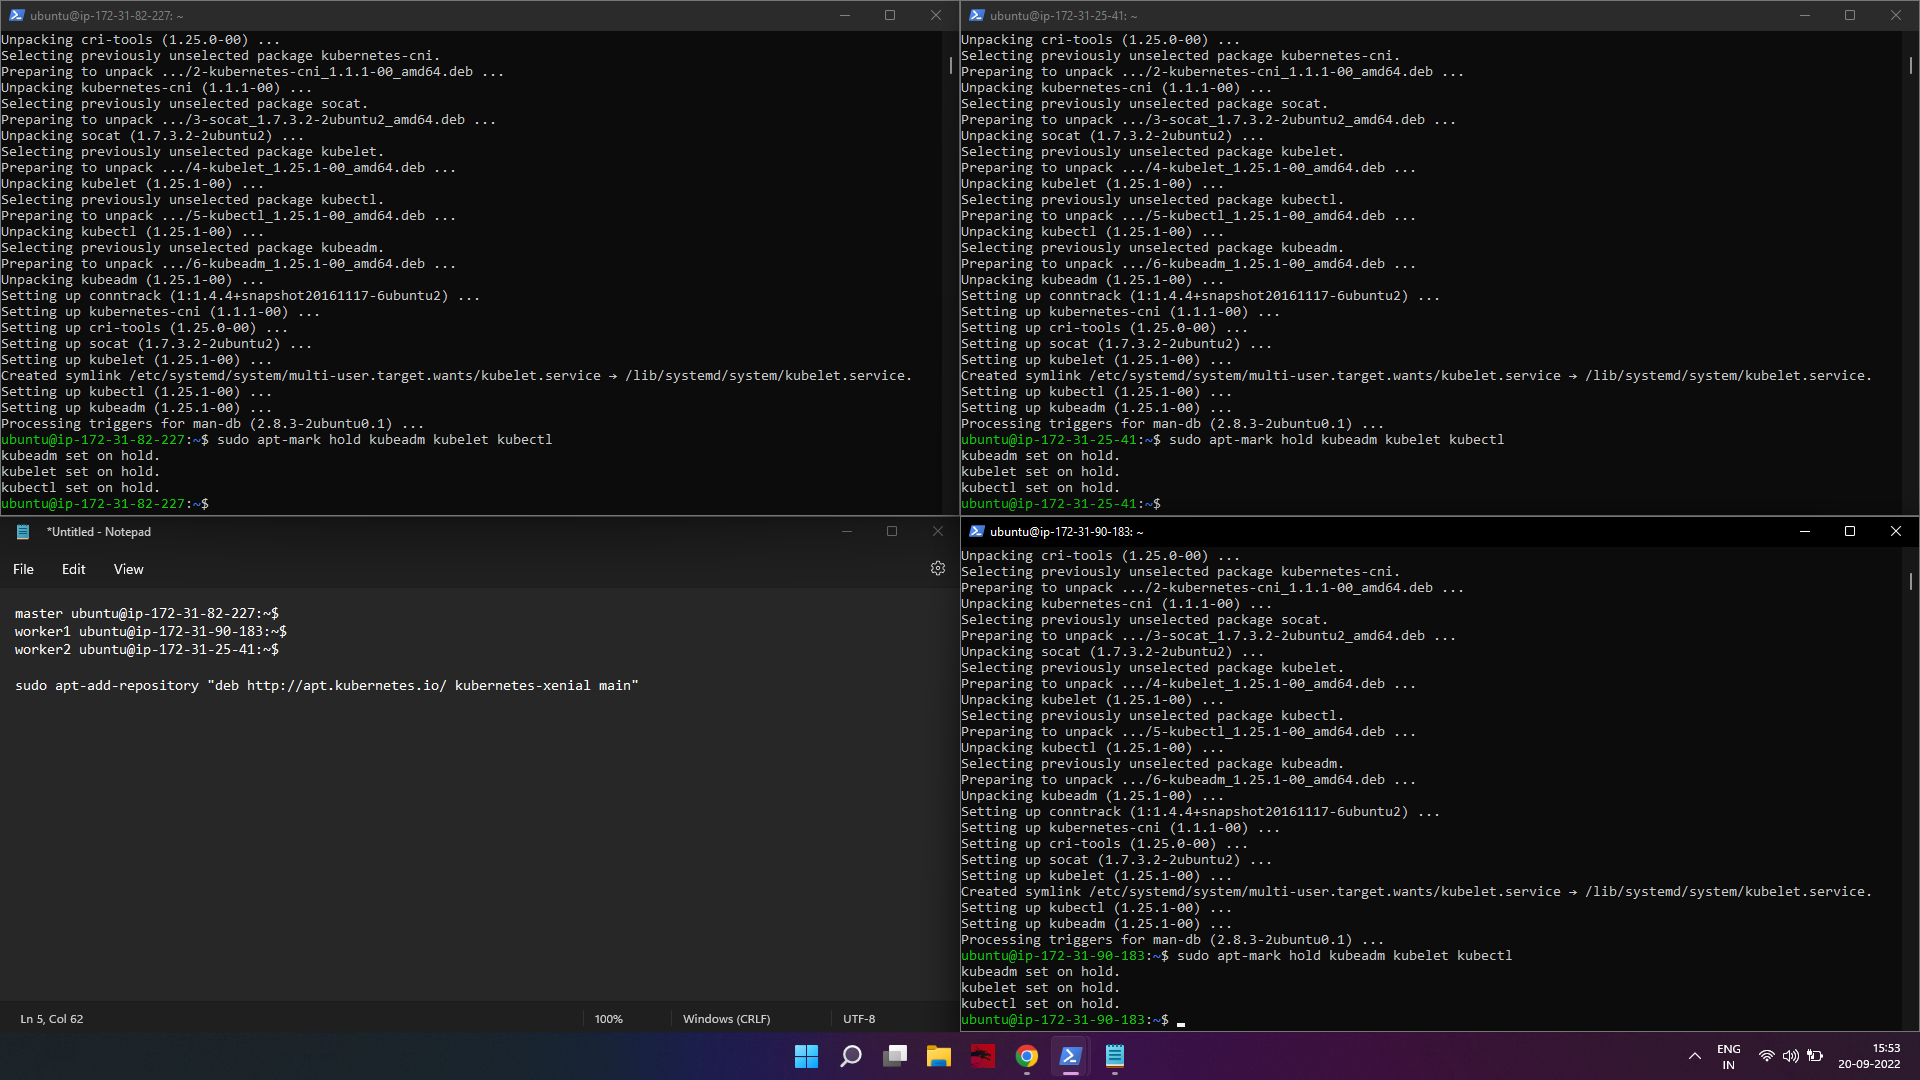 ubuntu@ip-172-31-82-227: ~
Unpacking cri-tools (1.25.0-00) ...
Selecting previously unselected package kubernetes-cni.
Preparing to unpack .../2-kubernetes-cni_1.1.1-00_amd64.deb ...
Unpacking kubernetes-cni (1.1.1-00) ...
Selecting previously unselected package socat.
Preparing to unpack .../3-socat_1.7.3.2-2ubuntu2_amd64.deb ...
Unpacking socat (1.7.3.2-2ubuntu2) ...
Selecting previously unselected package kubelet.
Preparing to unpack .../4-kubelet_1.25.1-00_amd64.deb ...
Unpacking kubelet (1.25.1-00) ...
Selecting previously unselected package kubectl.
Preparing to unpack .../5-kubectl_1.25.1-00_amd64.deb ...
Unpacking kubectl (1.25.1-00) ...
Selecting previously unselected package kubeadm.
Preparing to unpack .../6-kubeadm_1.25.1-00_amd64.deb ...
Unpacking kubeadm (1.25.1-00) ...
Setting up conntrack (1:1.4.4+snapshot20161117-6ubuntu2) ...
Setting up kubernetes-cni (1.1.1-00) ...
Setting up cri-tools (1.25.0-00) ...
Setting up socat (1.7.3.2-2ubuntu2) ...
Setting up kubelet (1.25.1-00) ...
Created symlink /etc/systemd/system/multi-user.target.wants/kubelet.service → /lib/systemd/system/kubelet.service.
Setting up kubectl (1.25.1-00) ...
Setting up kubeadm (1.25.1-00) ...
Processing triggers for man-db (2.8.3-2ubuntu0.1) ...
ubuntu@ip-172-31-82-227:~$ sudo apt-mark hold kubeadm kubelet kubectl
kubeadm set on hold.
kubelet set on hold.
kubectl set on hold.
ubuntu@ip-172-31-82-227:~$
ubuntu@ip-172-31-25-41: ~
Unpacking cri-tools (1.25.0-00) ...
Selecting previously unselected package kubernetes-cni.
Preparing to unpack .../2-kubernetes-cni_1.1.1-00_amd64.deb ...
Unpacking kubernetes-cni (1.1.1-00) ...
Selecting previously unselected package socat.
Preparing to unpack .../3-socat_1.7.3.2-2ubuntu2_amd64.deb ...
Unpacking socat (1.7.3.2-2ubuntu2) ...
Selecting previously unselected package kubelet.
Preparing to unpack .../4-kubelet_1.25.1-00_amd64.deb ...
Unpacking kubelet (1.25.1-00) ...
Selecting previously unselected package kubectl.
Preparing to unpack .../5-kubectl_1.25.1-00_amd64.deb ...
Unpacking kubectl (1.25.1-00) ...
Selecting previously unselected package kubeadm.
Preparing to unpack .../6-kubeadm_1.25.1-00_amd64.deb ...
Unpacking kubeadm (1.25.1-00) ...
Setting up conntrack (1:1.4.4+snapshot20161117-6ubuntu2) ...
Setting up kubernetes-cni (1.1.1-00) ...
Setting up cri-tools (1.25.0-00) ...
Setting up socat (1.7.3.2-2ubuntu2) ...
Setting up kubelet (1.25.1-00) ...
Created symlink /etc/systemd/system/multi-user.target.wants/kubelet.service → /lib/systemd/system/kubelet.service.
Setting up kubectl (1.25.1-00) ...
Setting up kubeadm (1.25.1-00) ...
Processing triggers for man-db (2.8.3-2ubuntu0.1) ...
ubuntu@ip-172-31-25-41:~$ sudo apt-mark hold kubeadm kubelet kubectl
kubeadm set on hold.
kubelet set on hold.
kubectl set on hold.
ubuntu@ip-172-31-25-41:~$
*Untitled - Notepad
File Edit View
master ubuntu@ip-172-31-82-227:~$
worker1 ubuntu@ip-172-31-90-183:~$
worker2 ubuntu@ip-172-31-25-41:~$
sudo apt-add-repository "deb http://apt.kubernetes.io/ kubernetes-xenial main"
Ln 5, Col 62 100% Windows (CRLF) UTF-8
ubuntu@ip-172-31-90-183: ~
Unpacking cri-tools (1.25.0-00) ...
Selecting previously unselected package kubernetes-cni.
Preparing to unpack .../2-kubernetes-cni_1.1.1-00_amd64.deb ...
Unpacking kubernetes-cni (1.1.1-00) ...
Selecting previously unselected package socat.
Preparing to unpack .../3-socat_1.7.3.2-2ubuntu2_amd64.deb ...
Unpacking socat (1.7.3.2-2ubuntu2) ...
Selecting previously unselected package kubelet.
Preparing to unpack .../4-kubelet_1.25.1-00_amd64.deb ...
Unpacking kubelet (1.25.1-00) ...
Selecting previously unselected package kubectl.
Preparing to unpack .../5-kubectl_1.25.1-00_amd64.deb ...
Unpacking kubectl (1.25.1-00) ...
Selecting previously unselected package kubeadm.
Preparing to unpack .../6-kubeadm_1.25.1-00_amd64.deb ...
Unpacking kubeadm (1.25.1-00) ...
Setting up conntrack (1:1.4.4+snapshot20161117-6ubuntu2) ...
Setting up kubernetes-cni (1.1.1-00) ...
Setting up cri-tools (1.25.0-00) ...
Setting up socat (1.7.3.2-2ubuntu2) ...
Setting up kubelet (1.25.1-00) ...
Created symlink /etc/systemd/system/multi-user.target.wants/kubelet.service → /lib/systemd/system/kubelet.service.
Setting up kubectl (1.25.1-00) ...
Setting up kubeadm (1.25.1-00) ...
Processing triggers for man-db (2.8.3-2ubuntu0.1) ...
ubuntu@ip-172-31-90-183:~$ sudo apt-mark hold kubeadm kubelet kubectl
kubeadm set on hold.
kubelet set on hold.
kubectl set on hold.
ubuntu@ip-172-31-90-183:~$
ENG
IN
15:53
20-09-2022